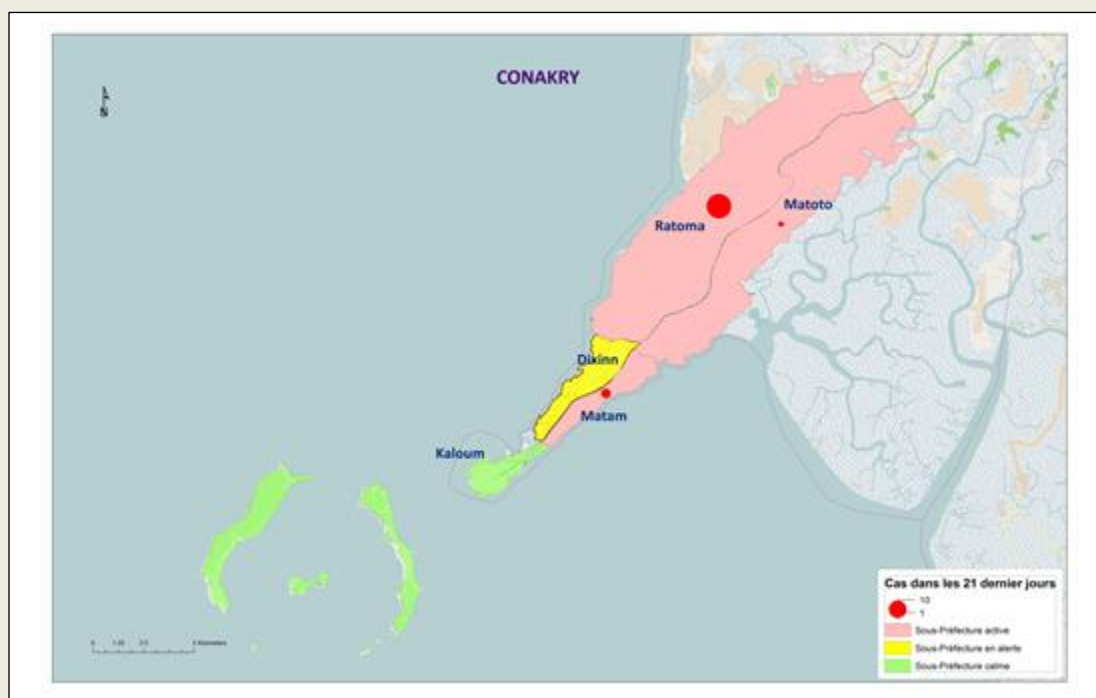 CONAKRY
N
Ratoma
Matoto
Dixinn
Matam
Kaloum
Cas dans les 21 dernier jours
10
1
Sous-Préfecture active
Sous-Préfecture en alerte
Sous-Préfecture calme